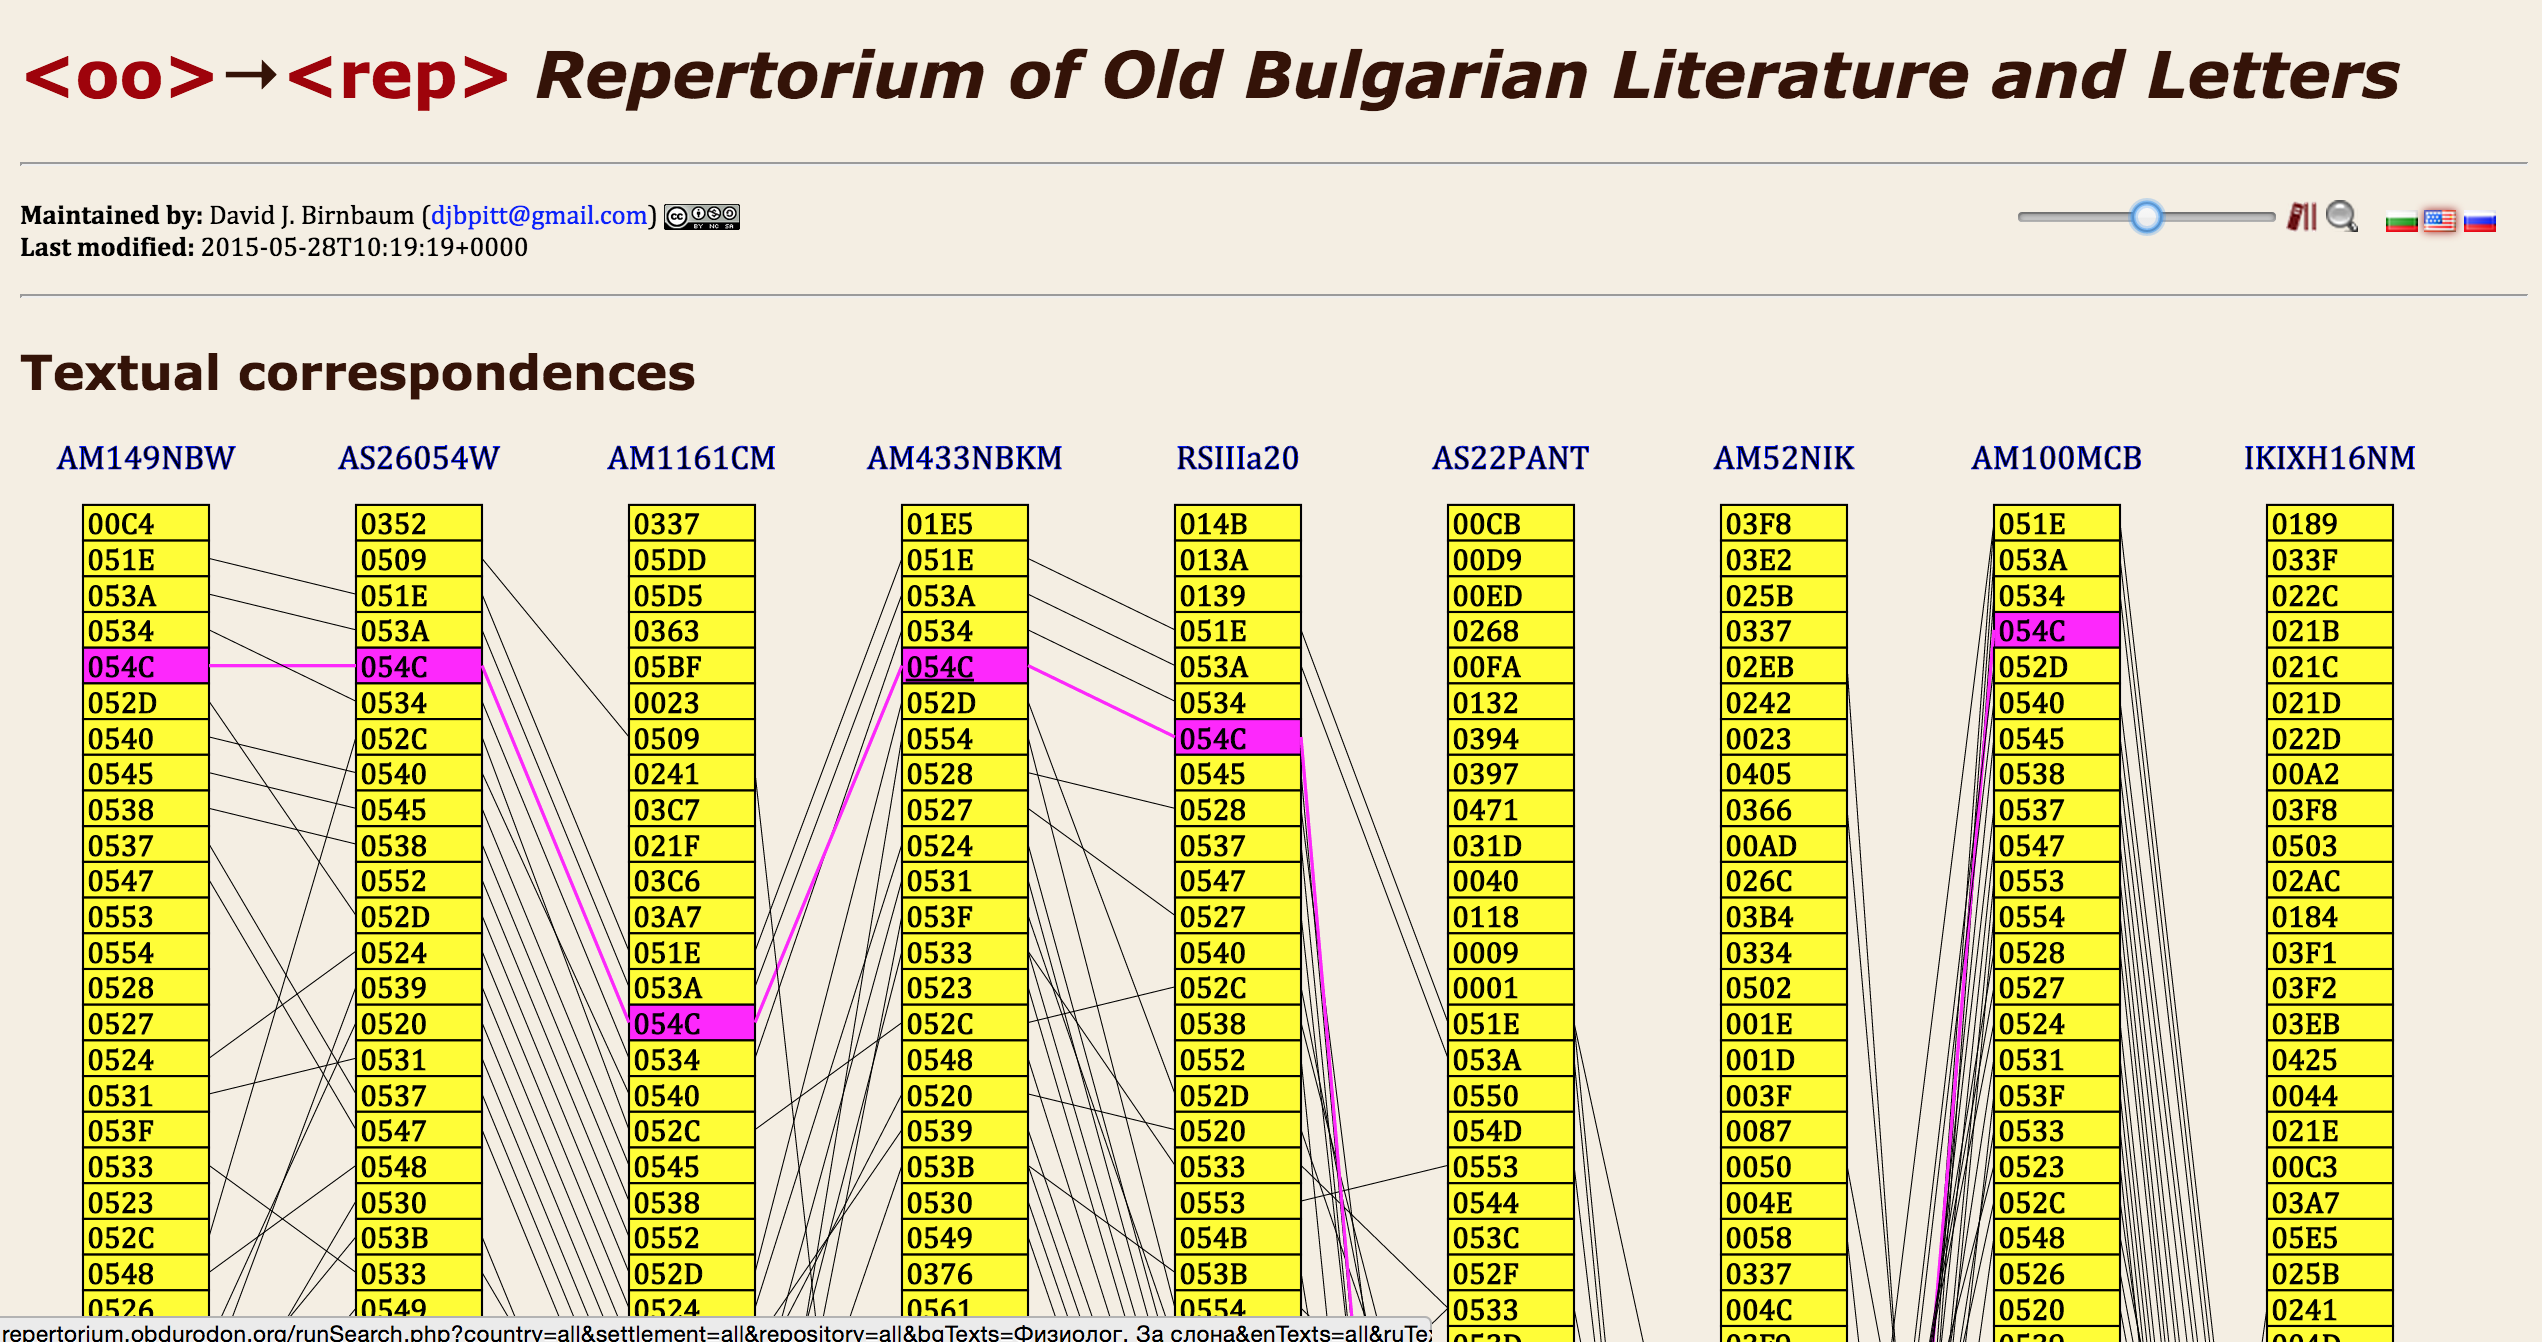 <oo>→<rep> Repertorium of Old Bulgarian Literature and Letters
Maintained by: David J. Birnbaum (djbpitt@gmail.com) cc BY NC SA
Last modified: 2015-05-28T10:19:19+0000
Textual correspondences
AM149NBW AS26054W AM1161CM AM433NBKM RSIIIa20 AS22PANT AM52NIK AM100MCB IKIXH16NM
00C4 0352 0337 01E5 014B 00CB 03F8 051E 0189
051E 0509 05DD 051E 013A 00D9 03E2 053A 033F
053A 051E 05D5 053A 0139 00ED 025B 0534 022C
0534 053A 0363 0534 051E 0268 0337 054C 021B
054C 054C 05BF 054C 053A 00FA 02EB 052D 021C
052D 0534 0023 052D 0534 0132 0242 0540 021D
0540 052C 0509 0554 054C 0394 0023 0545 022D
0545 0540 0241 0528 0545 0397 0405 0538 00A2
0538 0545 03C7 0527 0528 0471 0366 0537 03F8
0537 0538 021F 0524 0537 031D 00AD 0547 0503
0547 0552 03C6 0531 0547 0040 026C 0553 02AC
0553 052D 03A7 053F 0527 0118 03B4 0554 0184
0554 0524 051E 0533 0540 0009 0334 0528 03F1
0528 0539 053A 0523 052C 0001 0502 0527 03F2
0527 0520 054C 052C 0538 051E 001E 0524 03EB
0524 0531 0534 0548 0552 053A 001D 0531 0425
0531 0537 0540 0520 052D 0550 003F 053F 0044
053F 0547 052C 0539 0520 054D 0087 0533 021E
0533 0548 0545 053B 0533 0553 0050 0523 00C3
0523 0530 0538 0530 0553 0544 004E 052C 03A7
052C 053B 0552 0549 054B 053C 0058 0548 05E5
0548 0533 052D 0376 053B 052F 0337 0526 025B
0526 0549 0524 0561 0554 0533 004C 0520 0241
repertorium.obdurodon.org/runSearch.php?country=all&settlement=all&repository=all&bgTexts=Физиолог. За слона&enTexts=all&ruTe